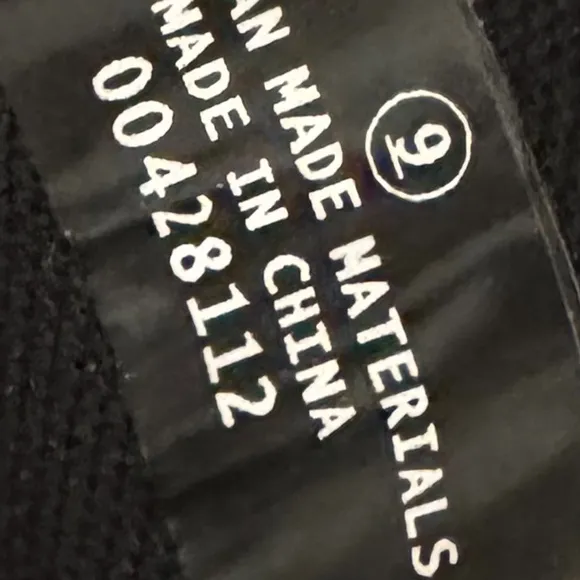 9
AN MADE MATERIALS
MADE IN CHINA
00428112